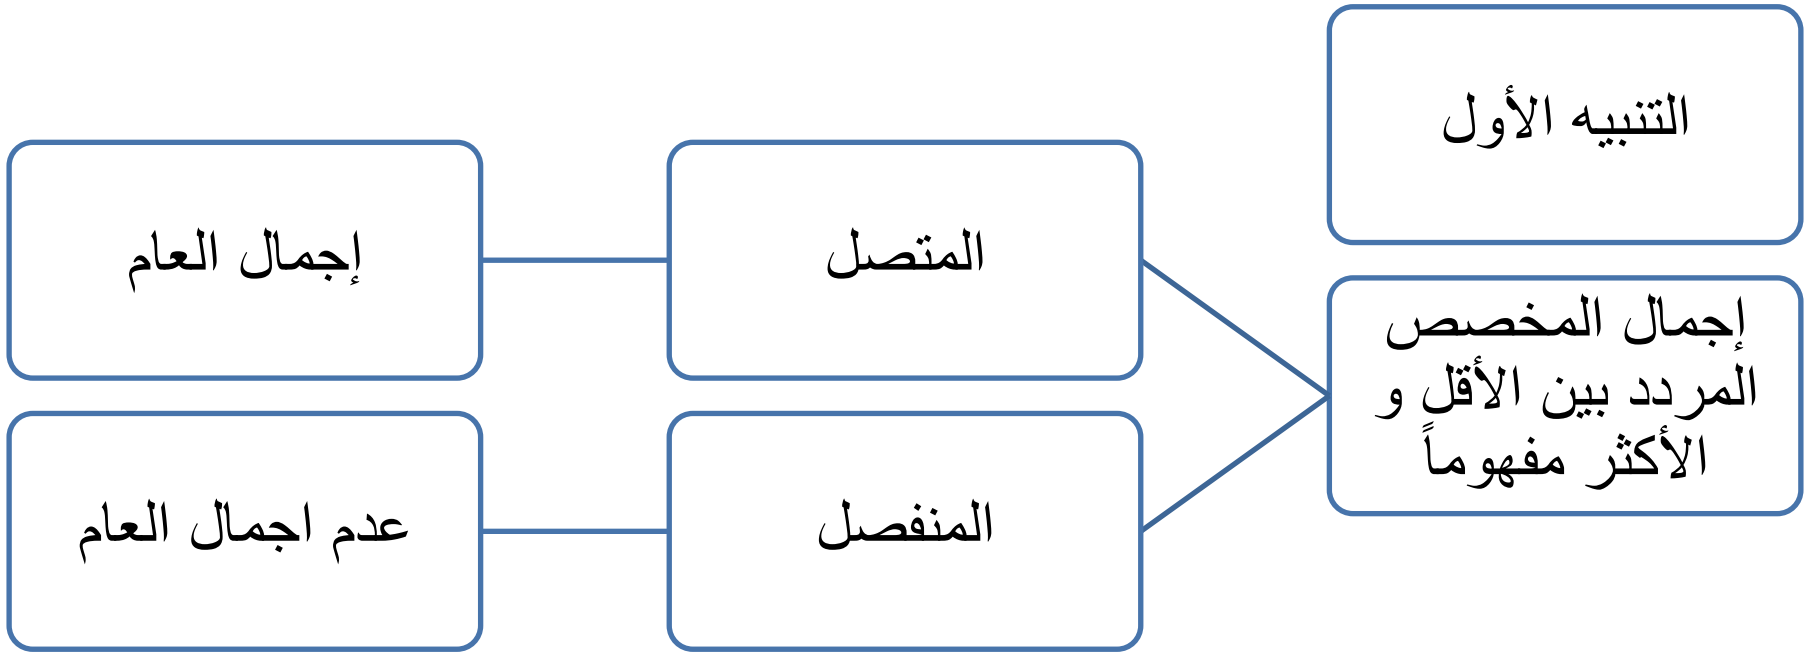 التنبيه الأول
إجمال المخصص
المردد بين الأقل و
الأكثر مفهوماً
المتصل
إجمال العام
المنفصل
عدم اجمال العام